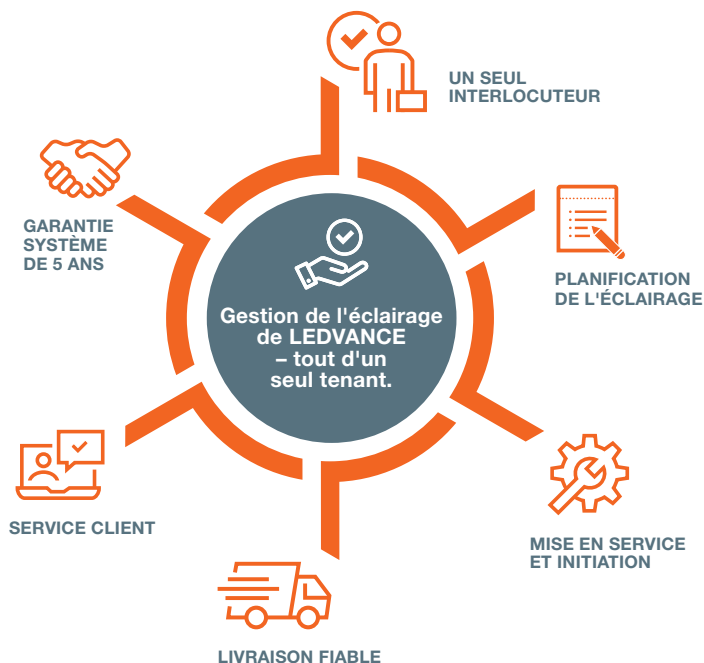 UN SEUL
INTERLOCUTEUR
GARANTIE
SYSTÈME
DE 5 ANS
PLANIFICATION
DE L'ÉCLAIRAGE
Gestion de l'éclairage
de LEDVANCE
– tout d'un
seul tenant.
SERVICE CLIENT
MISE EN SERVICE
ET INITIATION
LIVRAISON FIABLE